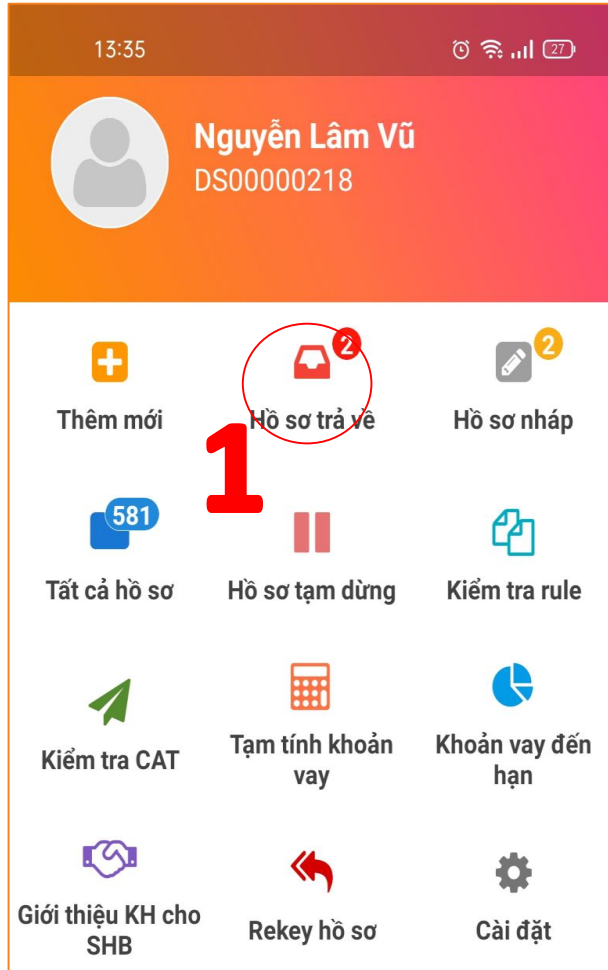 13:35
27
Nguyễn Lâm Vũ
DS00000218
2
2
Thêm mới
Hồ sơ trả về
Hồ sơ nháp
1
581
Tất cả hồ sơ
Hồ sơ tạm dừng
Kiểm tra rule
Kiểm tra CAT
Tạm tính khoản
vay
Khoản vay đến
hạn
Giới thiệu KH cho
SHB
Rekey hồ sơ
Cài đặt